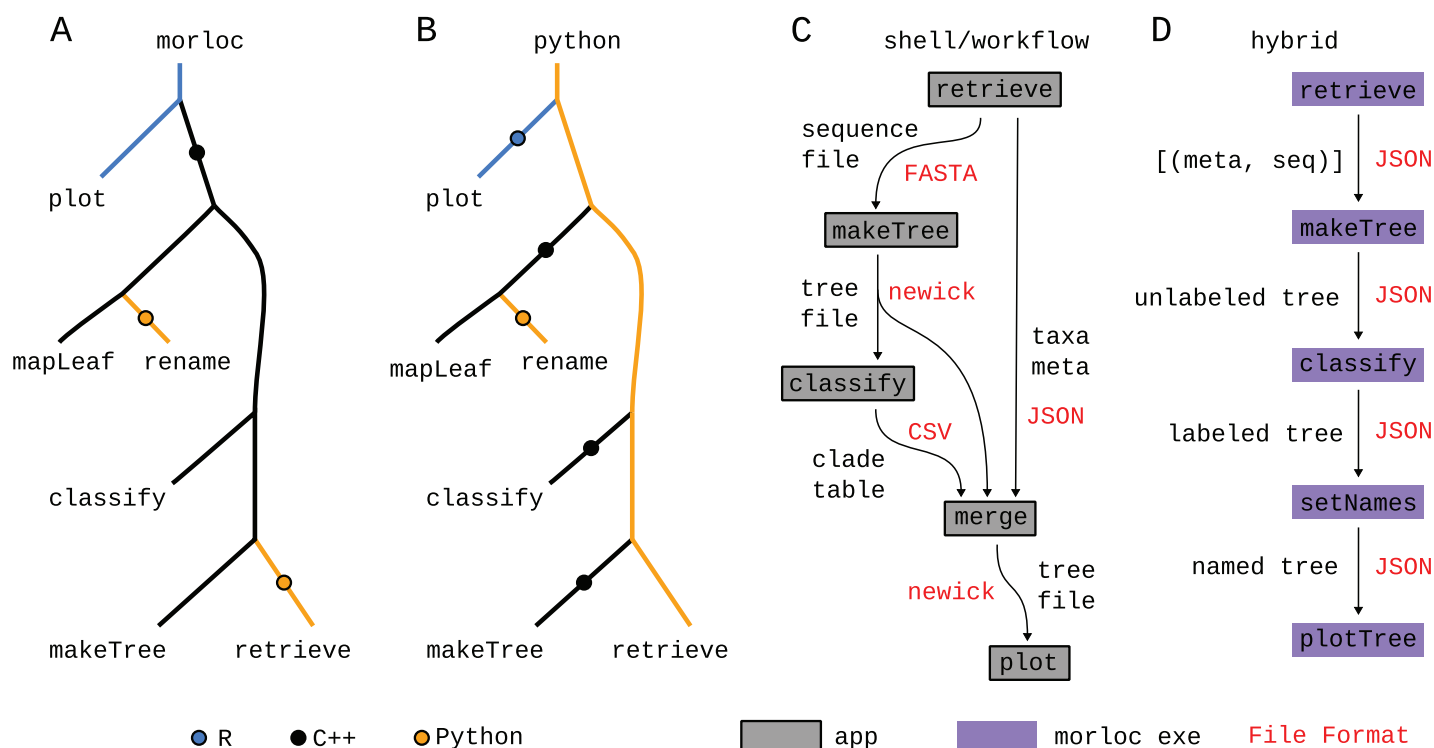 A
morloc
plot
mapLeaf
rename
classify
makeTree
retrieve
B
python
plot
mapLeaf
rename
classify
makeTree
retrieve
C
shell/workflow
retrieve
sequence
file
FASTA
makeTree
tree
file
newick
taxa
meta
classify
JSON
CSV
clade
table
merge
newick
tree
file
plot
D
hybrid
retrieve
[(meta, seq)]
JSON
makeTree
unlabeled tree
JSON
classify
labeled tree
JSON
setNames
named tree
JSON
plotTree
R
C++
Python
app
morloc exe
File Format